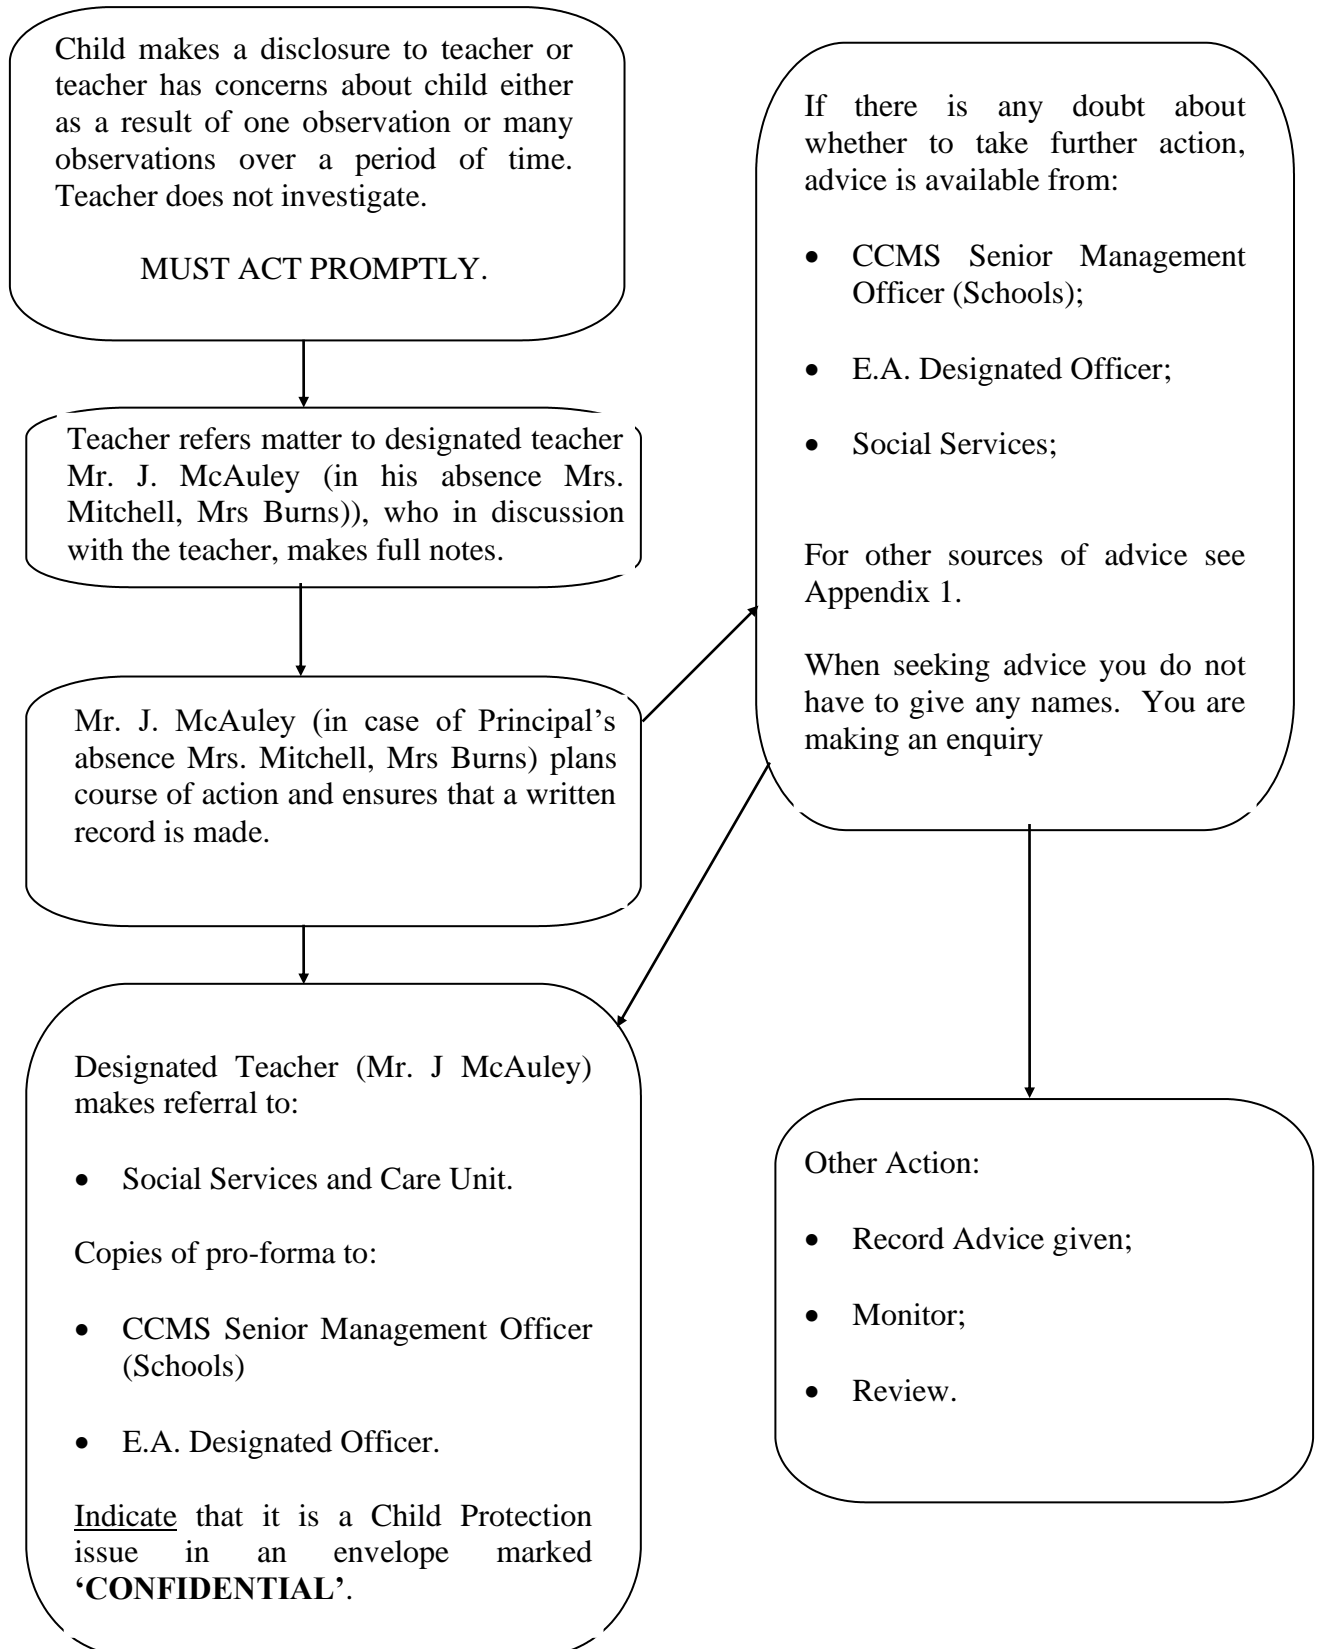 Child makes a disclosure to teacher or
teacher has concerns about child either
as a result of one observation or many
observations over a period of time.
Teacher does not investigate.
MUST ACT PROMPTLY.
Teacher refers matter to designated teacher
Mr. J. McAuley (in his absence Mrs.
Mitchell, Mrs Burns)), who in discussion
with the teacher, makes full notes.
Mr. J. McAuley (in case of Principal’s
absence Mrs. Mitchell, Mrs Burns) plans
course of action and ensures that a written
record is made.
Designated Teacher (Mr. J McAuley)
makes referral to:
• Social Services and Care Unit.
Copies of pro-forma to:
• CCMS Senior Management Officer
(Schools)
• E.A. Designated Officer.
Indicate that it is a Child Protection
issue in an envelope marked
‘CONFIDENTIAL’.
If there is any doubt about
whether to take further action,
advice is available from:
• CCMS Senior Management
Officer (Schools);
• E.A. Designated Officer;
• Social Services;
For other sources of advice see
Appendix 1.
When seeking advice you do not
have to give any names. You are
making an enquiry
Other Action:
• Record Advice given;
• Monitor;
• Review.